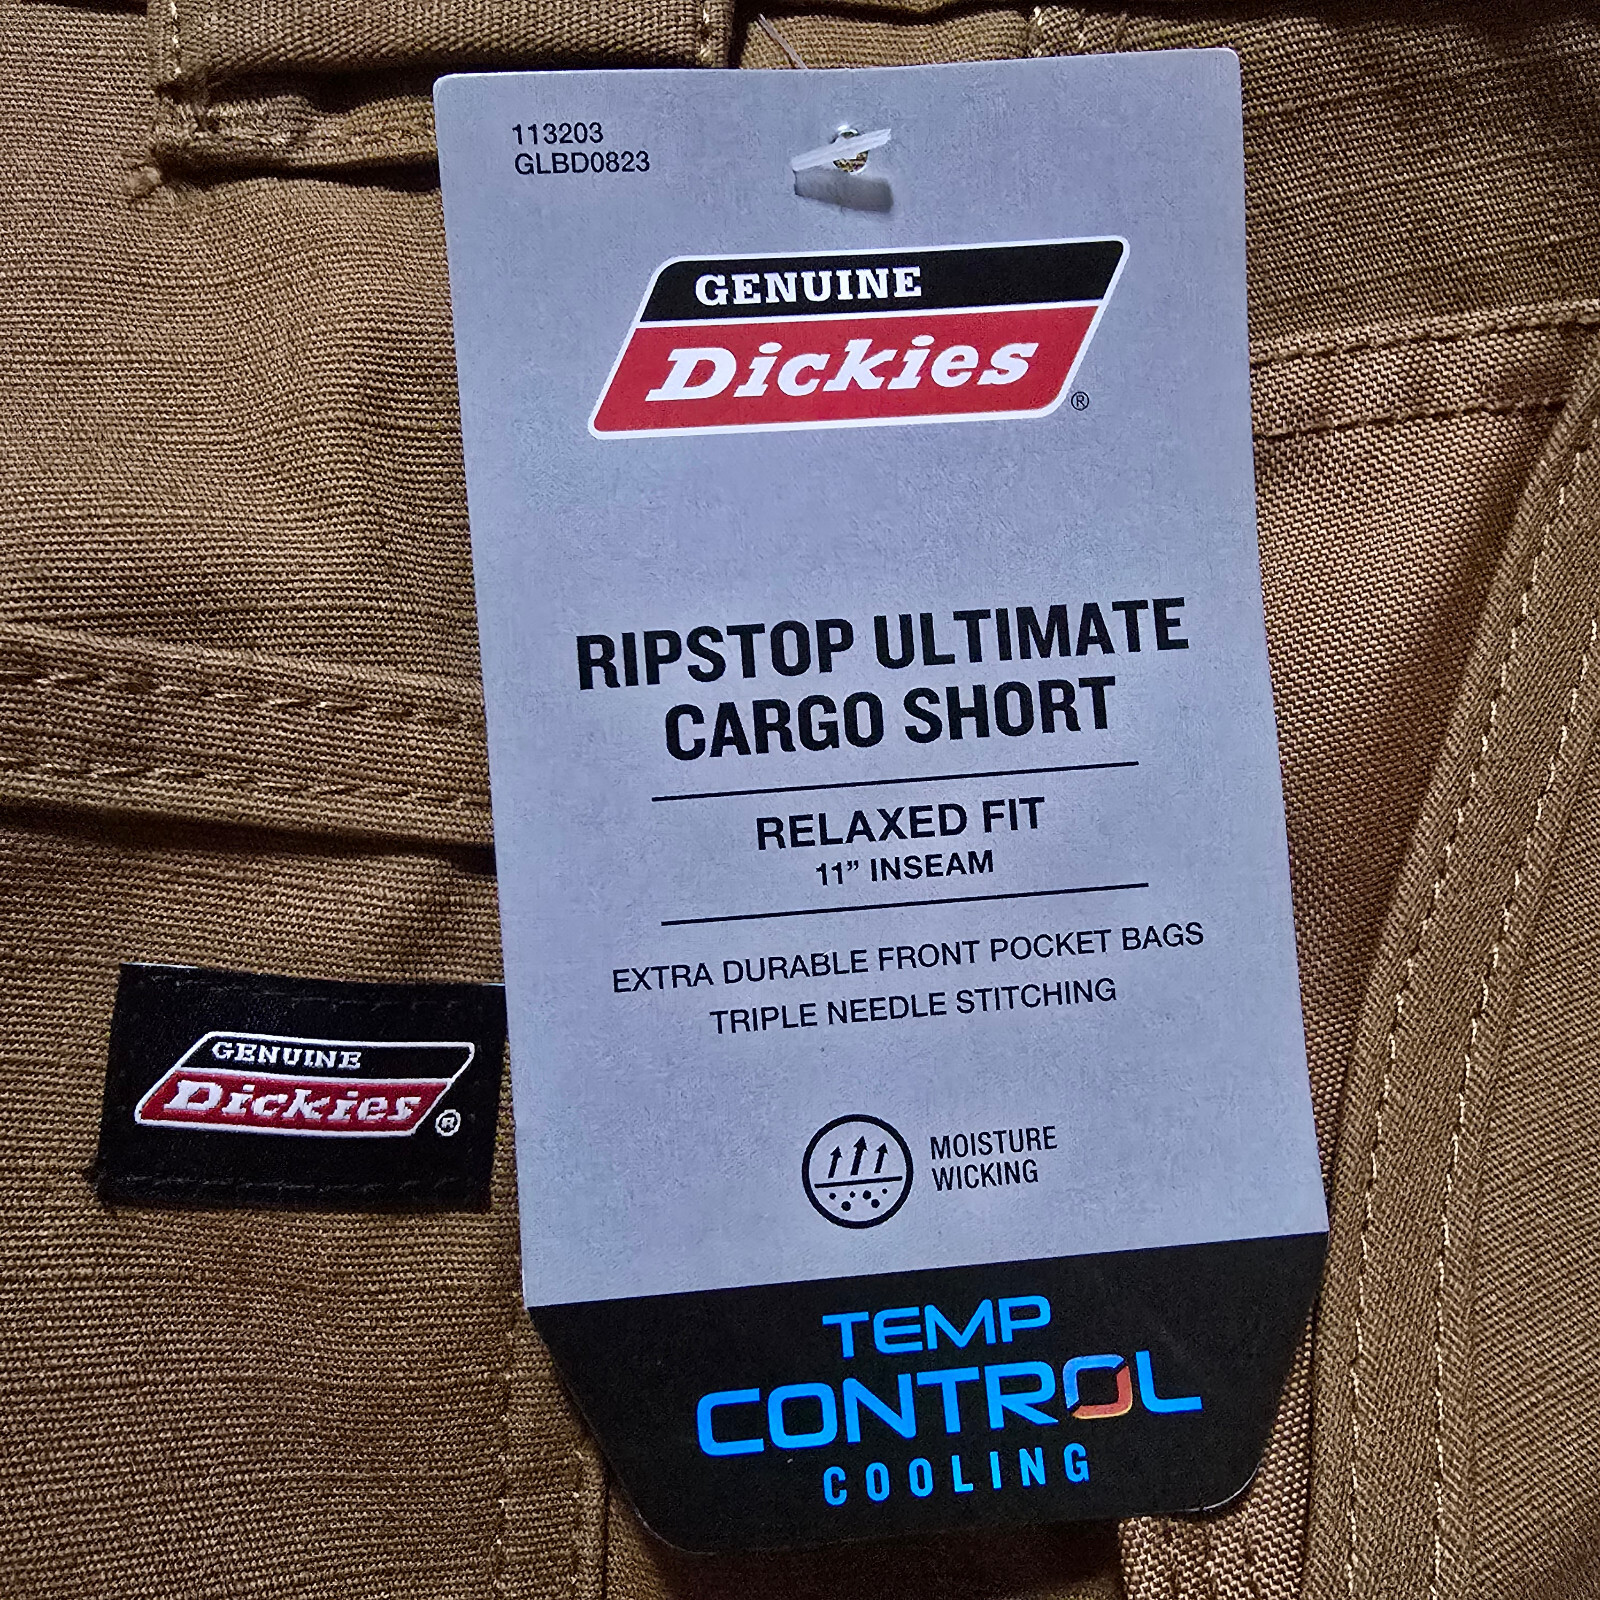 113203
GLBD0823
GENUINE
Dickies®
RIPSTOP ULTIMATE
CARGO SHORT
RELAXED FIT
11” INSEAM
EXTRA DURABLE FRONT POCKET BAGS
TRIPLE NEEDLE STITCHING
MOISTURE
WICKING
TEMP
CONTROL
COOLING
GENUINE
Dickies®